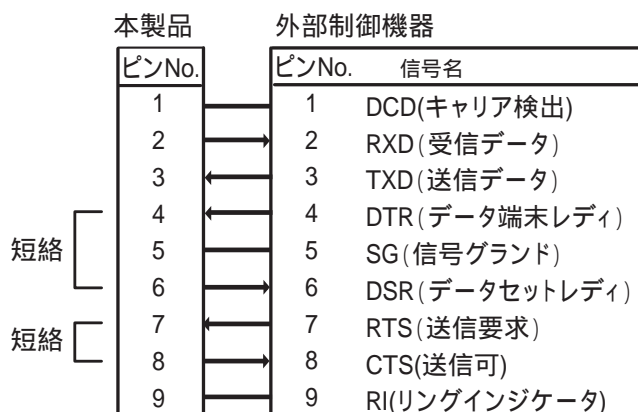 本製品 外部制御機器
ピンNo. ピンNo. 信号名
1 1 DCD(キャリア検出)
2 2 RXD(受信データ)
3 3 TXD(送信データ)
4 4 DTR(データ端末レディ)
短絡 5 5 SG(信号グランド)
6 6 DSR(データセットレディ)
7 7 RTS(送信要求)
短絡 8 8 CTS(送信可)
9 9 RI(リングインジケータ)